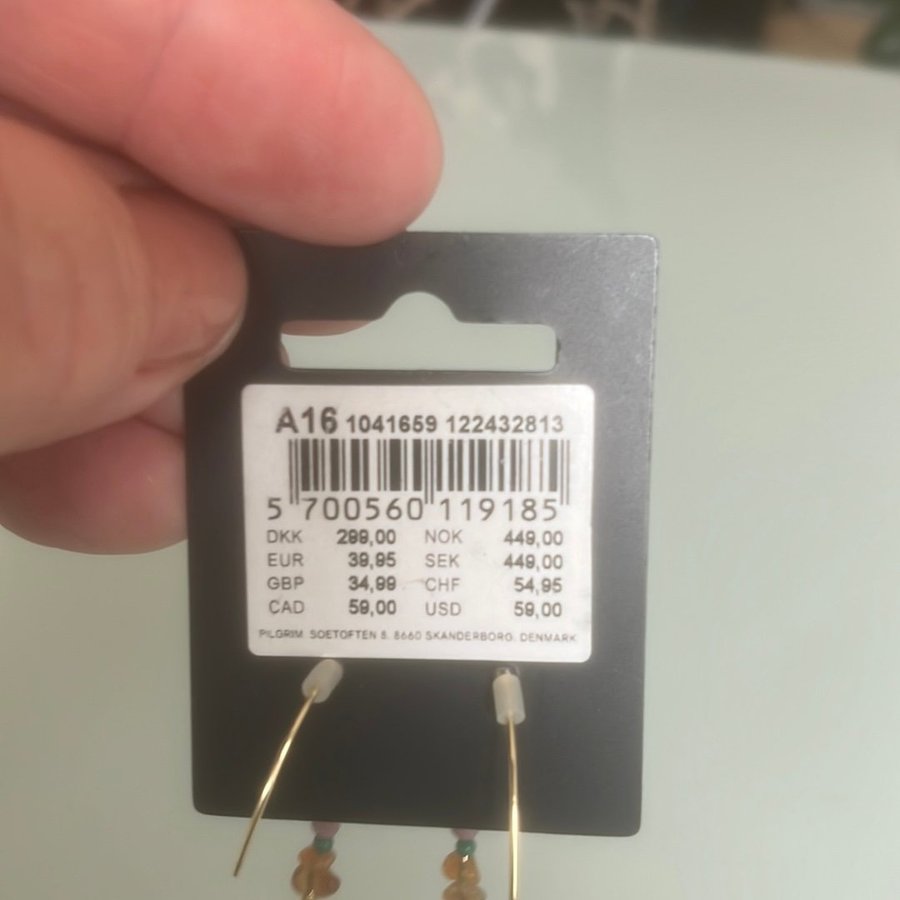 A16 1041659 122432813
5 700560 119185
DKK 299,00 NOK 449,00
EUR 39,95 SEK 449,00
GBP 34,99 CHF 54,95
CAD 59,00 USD 59,00
PILGRIM, SOETOFTEN 8, 8660 SKANDERBORG, DENMARK